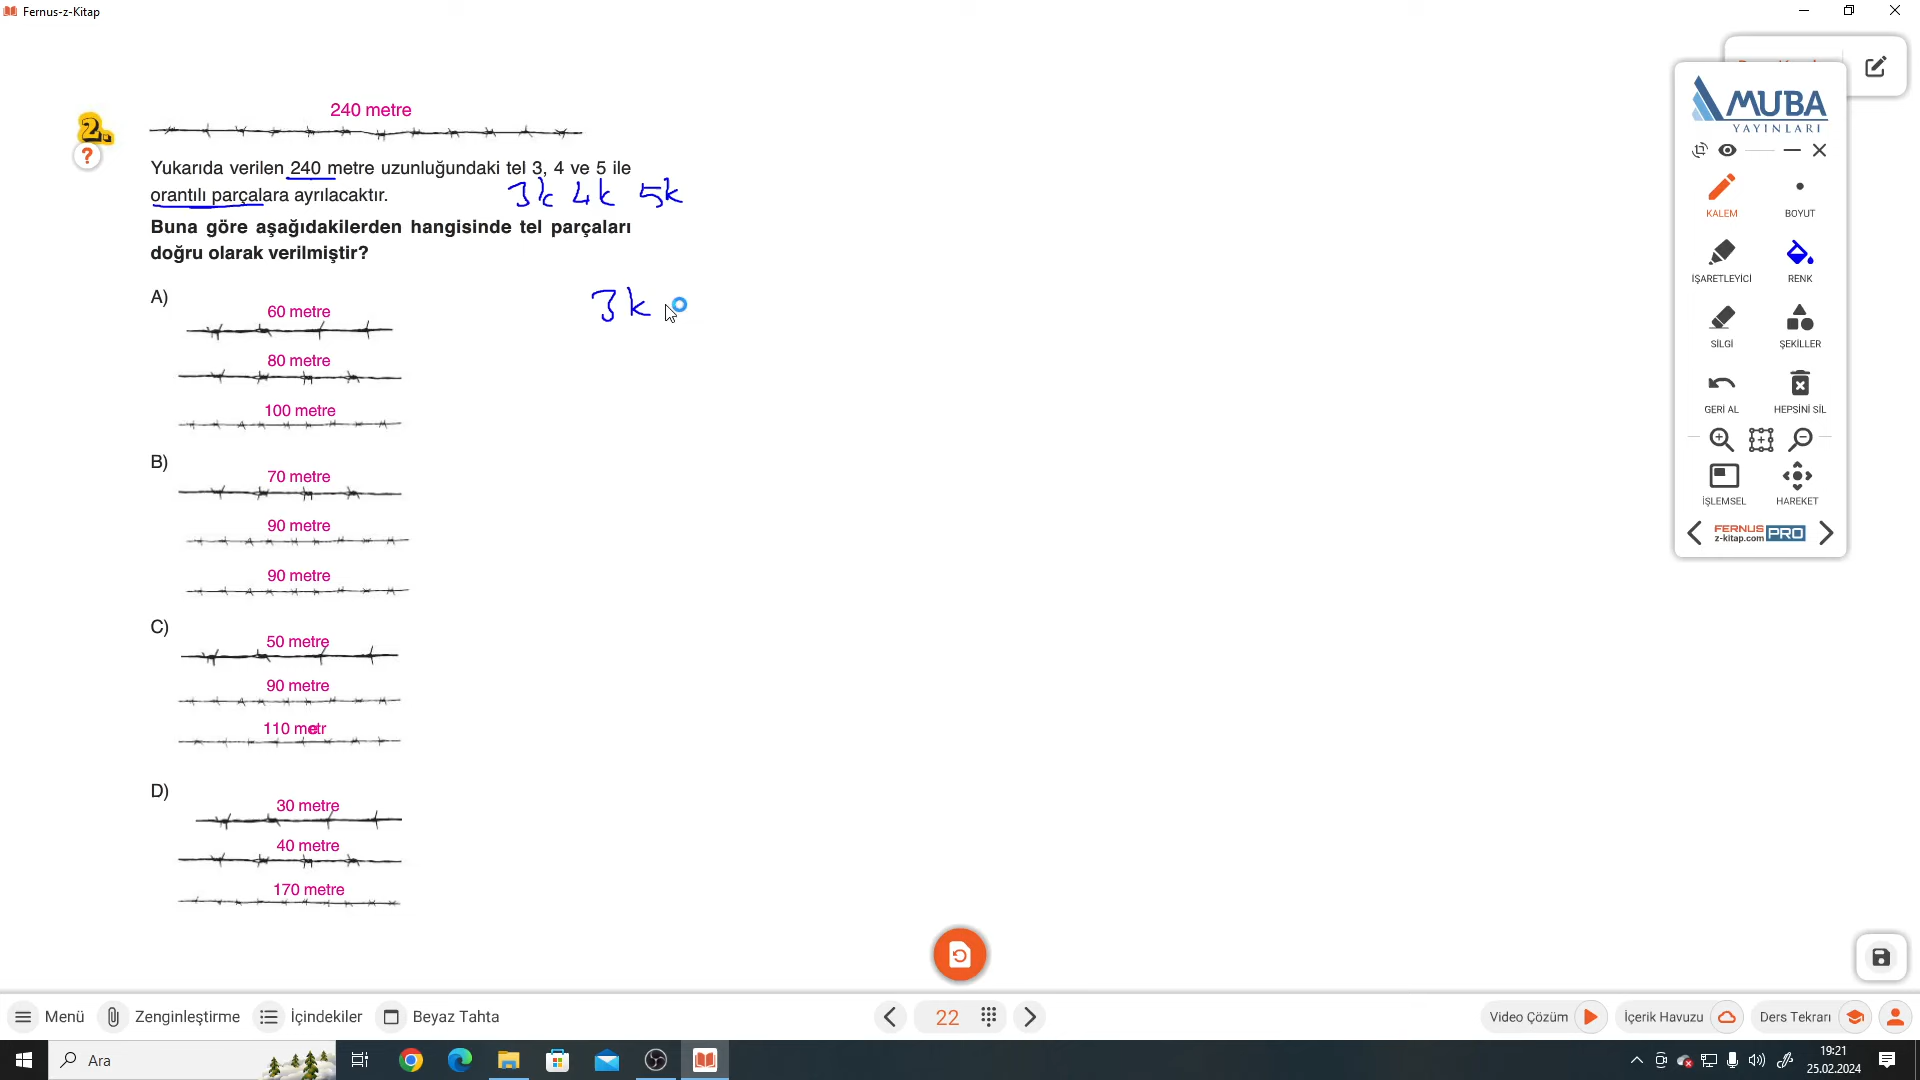 Fernus-z-Kitap
240 metre
2.
?
Yukarıda verilen 240 metre uzunluğundaki tel 3, 4 ve 5 ile
orantılı parçalara ayrılacaktır.
3k 4k 5k
Buna göre aşağıdakilerden hangisinde tel parçaları
doğru olarak verilmiştir?
A)
60 metre
80 metre
100 metre
3k
B)
70 metre
90 metre
90 metre
C)
50 metre
90 metre
110 metr
D)
30 metre
40 metre
170 metre
MUBA
YAYINLARI
KALEM
BOYUT
İŞARETLEYİCİ
RENK
SİLGİ
ŞEKİLLER
GERİ AL
HEPSİNİ SİL
İŞLEMSEL
HAREKET
FERNUS
z-kitap.com
PRO
Menü
Zenginleştirme
İçindekiler
Beyaz Tahta
22
Video Çözüm
İçerik Havuzu
Ders Tekrarı
Ara
19:21
25.02.2024